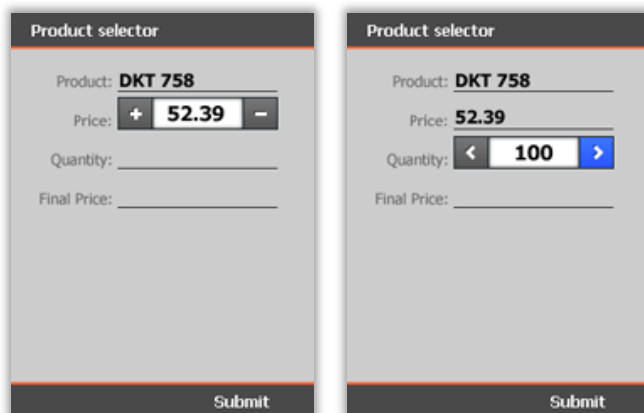 Product selector
Product: DKT 758
Price: + 52.39 −
Quantity:
Final Price:
Submit
Product selector
Product: DKT 758
Price: 52.39
Quantity: < 100 >
Final Price:
Submit